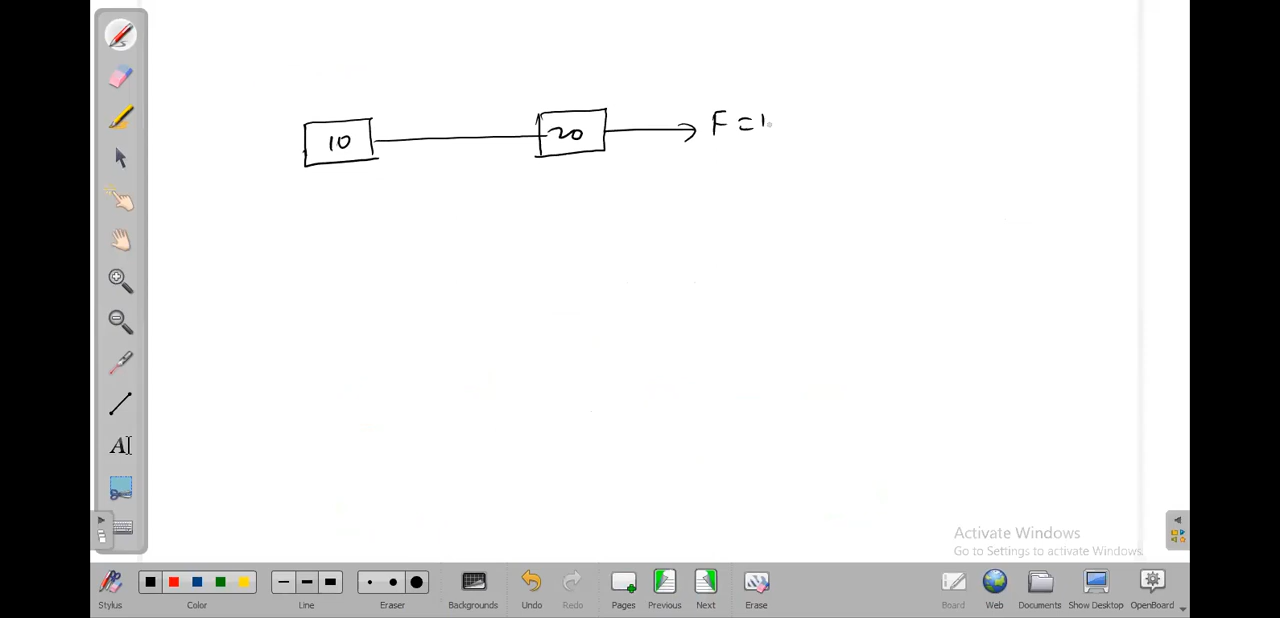 10
20
F =
A
Activate Windows
Go to Settings to activate Windows.
Stylus
Color
Line
Eraser
Backgrounds
Undo
Redo
Pages
Previous
Next
Erase
Board
Web
Documents
Show Desktop
OpenBoard